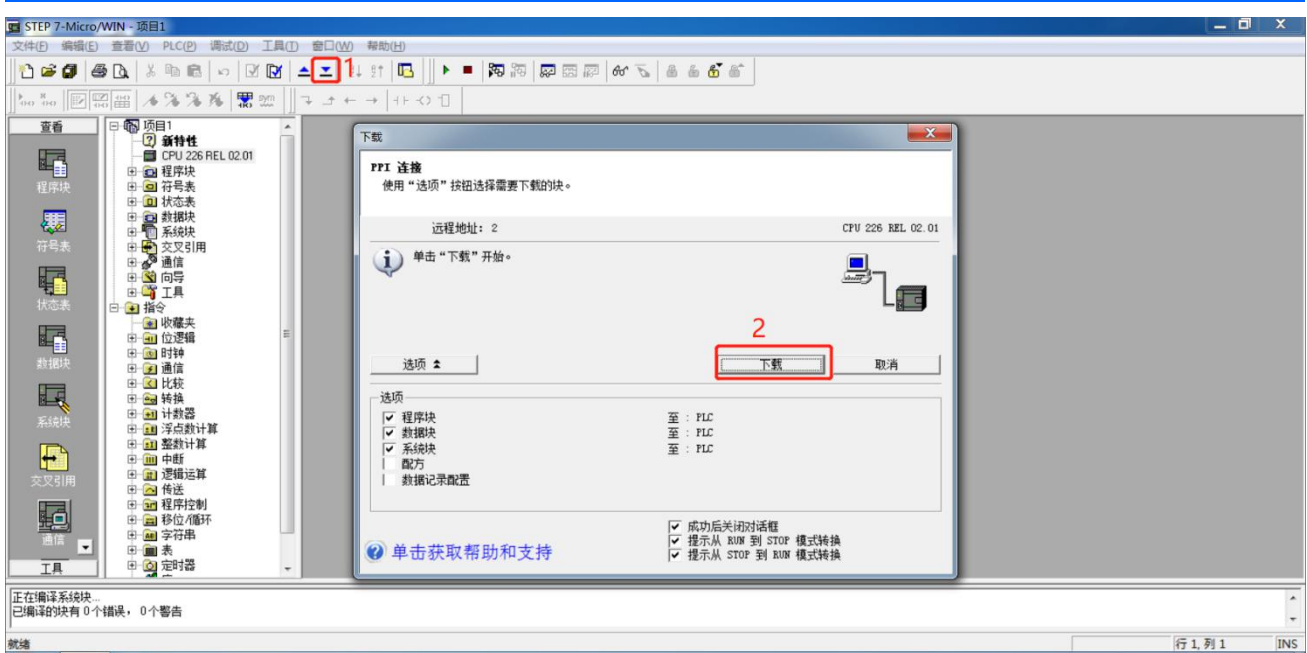 STEP 7-Micro/WIN - 项目1
文件(F) 编辑(E) 查看(V) PLC(P) 调试(D) 工具(T) 窗口(W) 帮助(H)
1
sym
查看
程序块
符号表
状态表
数据块
系统块
交叉引用
通信
工具
项目1
新特性
CPU 226 REL 02.01
程序块
符号表
状态表
数据块
系统块
交叉引用
通信
向导
工具
指令
收藏夹
位逻辑
时钟
通信
比较
转换
计数器
浮点数计算
整数计算
中断
逻辑运算
传送
程序控制
移位/循环
字符串
表
定时器
下载
PPI 连接
使用“选项”按钮选择需要下载的块。
远程地址: 2 CPU 226 REL 02.01
单击“下载”开始。
2
选项 下载 取消
选项
程序块 至 : PLC
数据块 至 : PLC
系统块 至 : PLC
配方
数据记录配置
成功后关闭对话框
提示从 RUN 到 STOP 模式转换
提示从 STOP 到 RUN 模式转换
单击获取帮助和支持
正在编译系统块...
已编译的块有 0个错误, 0个警告
就绪 行 1, 列 1 INS